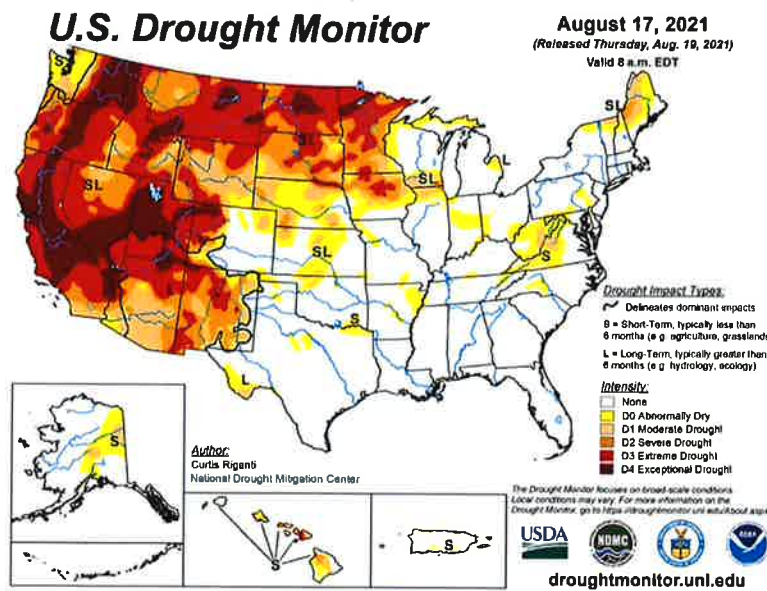 U.S. Drought Monitor
August 17, 2021
(Released Thursday, Aug. 19, 2021)
Valid 8 a.m. EDT
S
SL
SL
SL
L
SL
SL
S
S
L
Drought Impact Types:
Delineates dominant impacts
S = Short-Term, typically less than
6 months (e.g. agriculture, grasslands
L = Long-Term, typically greater than
6 months (e.g. hydrology, ecology)
Intensity:
None
D0 Abnormally Dry
D1 Moderate Drought
D2 Severe Drought
D3 Extreme Drought
D4 Exceptional Drought
S
Author:
Curtis Riganti
National Drought Mitigation Center
S
S
The Drought Monitor focuses on broad-scale conditions.
Local conditions may vary. For more information on the
Drought Monitor, go to https://droughtmonitor.unl.edu/About.aspx
USDA
NDMC
NOAA
droughtmonitor.unl.edu